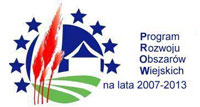 Program
Rozwoju
Obszarów
Wiejskich
na lata 2007-2013